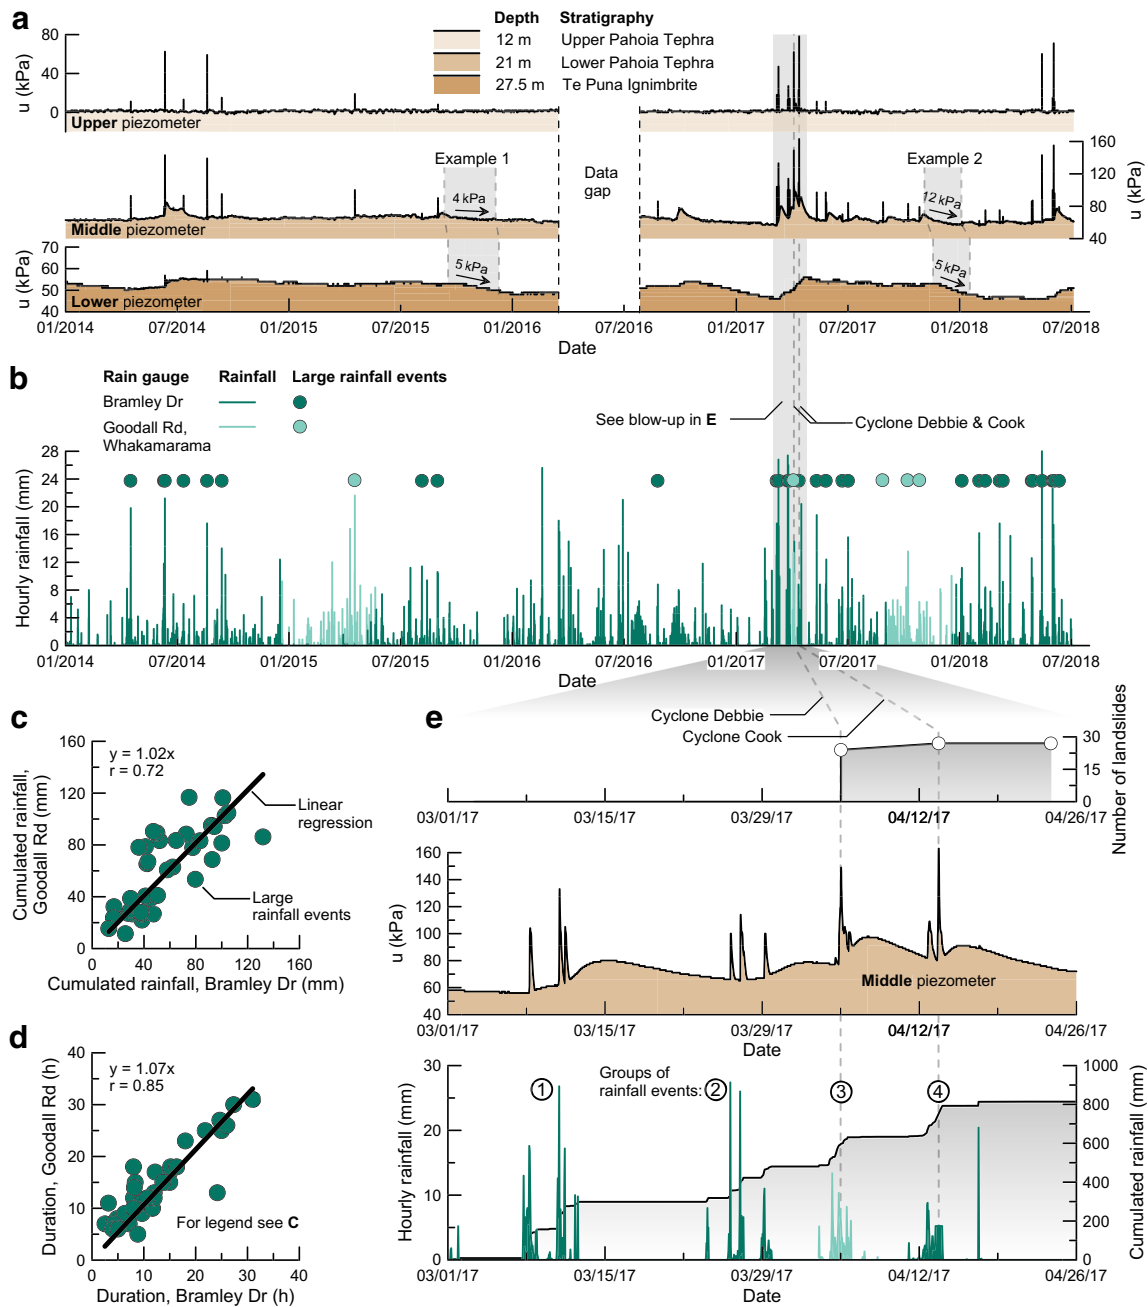 a
Depth Stratigraphy
12 m Upper Pahoia Tephra
21 m Lower Pahoia Tephra
27.5 m Te Puna Ignimbrite
u (kPa)
80
40
0
Upper piezometer
Example 1
4 kPa
Data
gap
Example 2
12 kPa
160
120
80
40
u (kPa)
Middle piezometer
u (kPa)
70
60
50
40
5 kPa
5 kPa
Lower piezometer
01/2014 07/2014 01/2015 07/2015 01/2016 07/2016 01/2017 07/2017 01/2018 07/2018
Date
b
Rain gauge Rainfall Large rainfall events
Bramley Dr
Goodall Rd,
Whakamarama
See blow-up in E
Cyclone Debbie & Cook
Hourly rainfall (mm)
28
24
20
16
12
8
4
0
01/2014 07/2014 01/2015 07/2015 01/2016 07/2016 01/2017 07/2017 01/2018 07/2018
Date
c
Cumulated rainfall,
Goodall Rd (mm)
160
120
80
40
0
y = 1.02x
r = 0.72
Linear
regression
Large
rainfall events
0 40 80 120 160
Cumulated rainfall, Bramley Dr (mm)
d
Duration, Goodall Rd (h)
40
30
20
10
0
y = 1.07x
r = 0.85
For legend see C
0 10 20 30 40
Duration, Bramley Dr (h)
e
Cyclone Debbie
Cyclone Cook
30
15
0
Number of landslides
03/01/17 03/15/17 03/29/17 04/12/17 04/26/17
u (kPa)
160
140
120
100
80
60
40
Middle piezometer
03/01/17 03/15/17 03/29/17 04/12/17 04/26/17
Date
Hourly rainfall (mm)
30
20
10
0
Groups of
rainfall events:
1 2 3 4
1000
800
600
400
200
0
Cumulated rainfall (mm)
03/01/17 03/15/17 03/29/17 04/12/17 04/26/17
Date